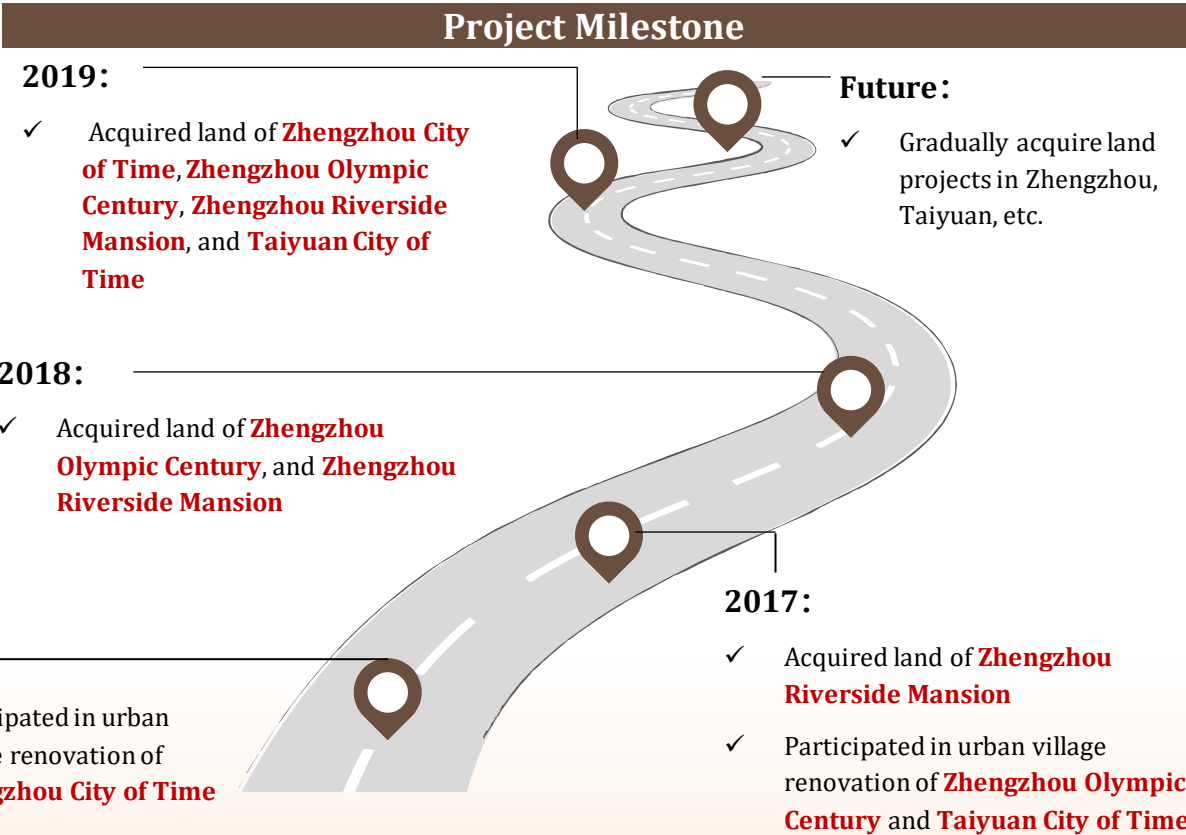 Project Milestone
2019:
✓ Acquired land of Zhengzhou City
of Time, Zhengzhou Olympic
Century, Zhengzhou Riverside
Mansion, and Taiyuan City of
Time
Future:
✓ Gradually acquire land
projects in Zhengzhou,
Taiyuan, etc.
2018:
✓ Acquired land of Zhengzhou
Olympic Century, and Zhengzhou
Riverside Mansion
2017:
✓ Acquired land of Zhengzhou
Riverside Mansion
✓ Participated in urban village
renovation of Zhengzhou Olympic
Century and Taiyuan City of Time
ipated in urban
e renovation of
gzhou City of Time